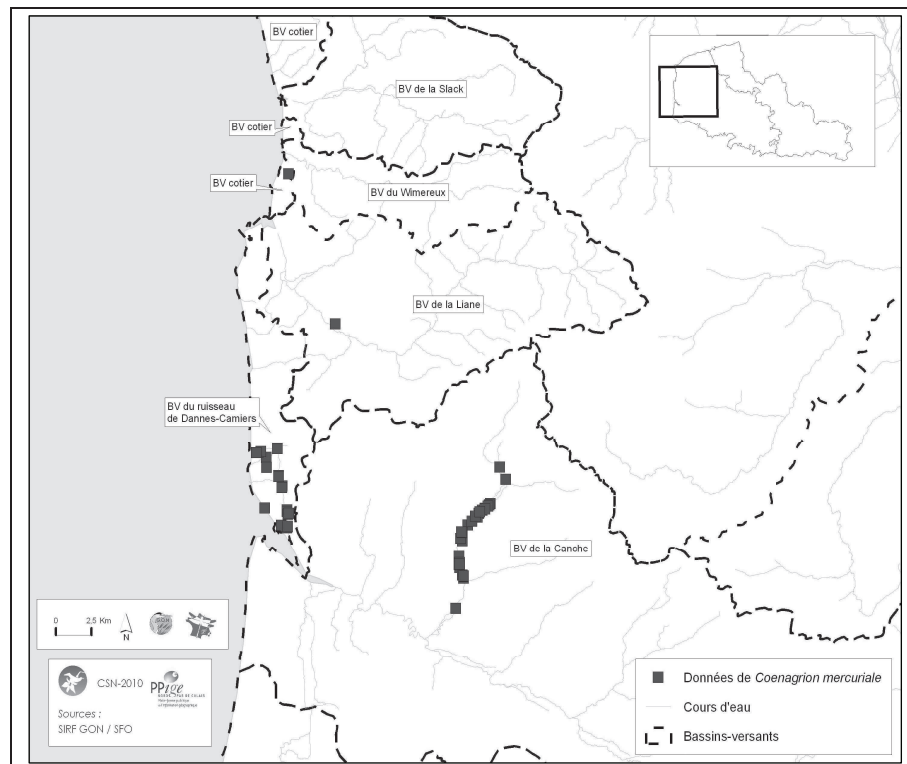 BV cotier
BV de la Slack
BV cotier
BV cotier
BV du Wimereux
BV de la Liane
BV du ruisseau
de Dannes-Camiers
BV de la Canche
0 2,5 Km
N
CSN-2010
PPige
Sources :
SIRF GON / SFO
Données de Coenagrion mercuriale
Cours d'eau
Bassins-versants